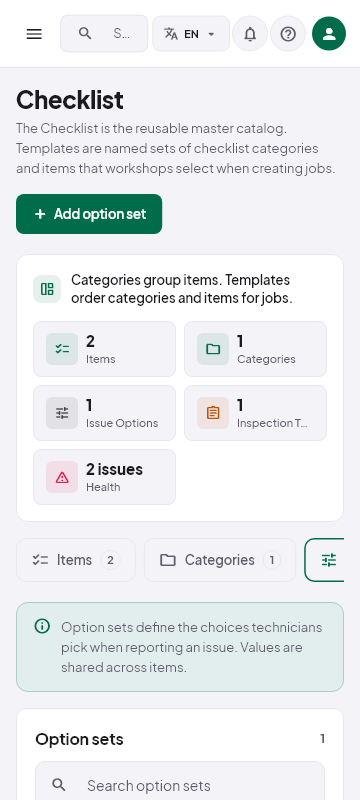 S...
EN
Checklist
The Checklist is the reusable master catalog.
Templates are named sets of checklist categories
and items that workshops select when creating jobs.
+ Add option set
Categories group items. Templates
order categories and items for jobs.
2
Items
1
Categories
1
Issue Options
1
Inspection T...
2 issues
Health
Items 2
Categories 1
Option sets define the choices technicians
pick when reporting an issue. Values are
shared across items.
Option sets 1
Search option sets